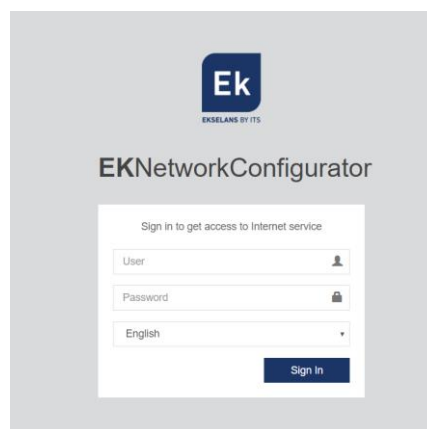 Ek
EKSELANS BY ITS
EKNetworkConfigurator
Sign in to get access to Internet service
User
Password
English
Sign In